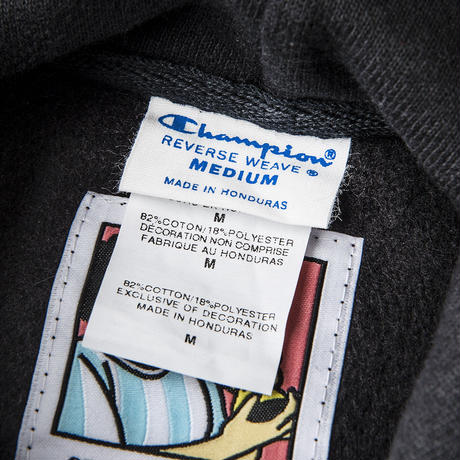 Champion®
REVERSE WEAVE®
MEDIUM
MADE IN HONDURAS
M
82%COTON/18%POLYESTER
DÉCORATION NON COMPRISE
FABRIQUE AU HONDURAS
M
82%COTTON/18%POLYESTER
EXCLUSIVE OF DECORATION
MADE IN HONDURAS
M